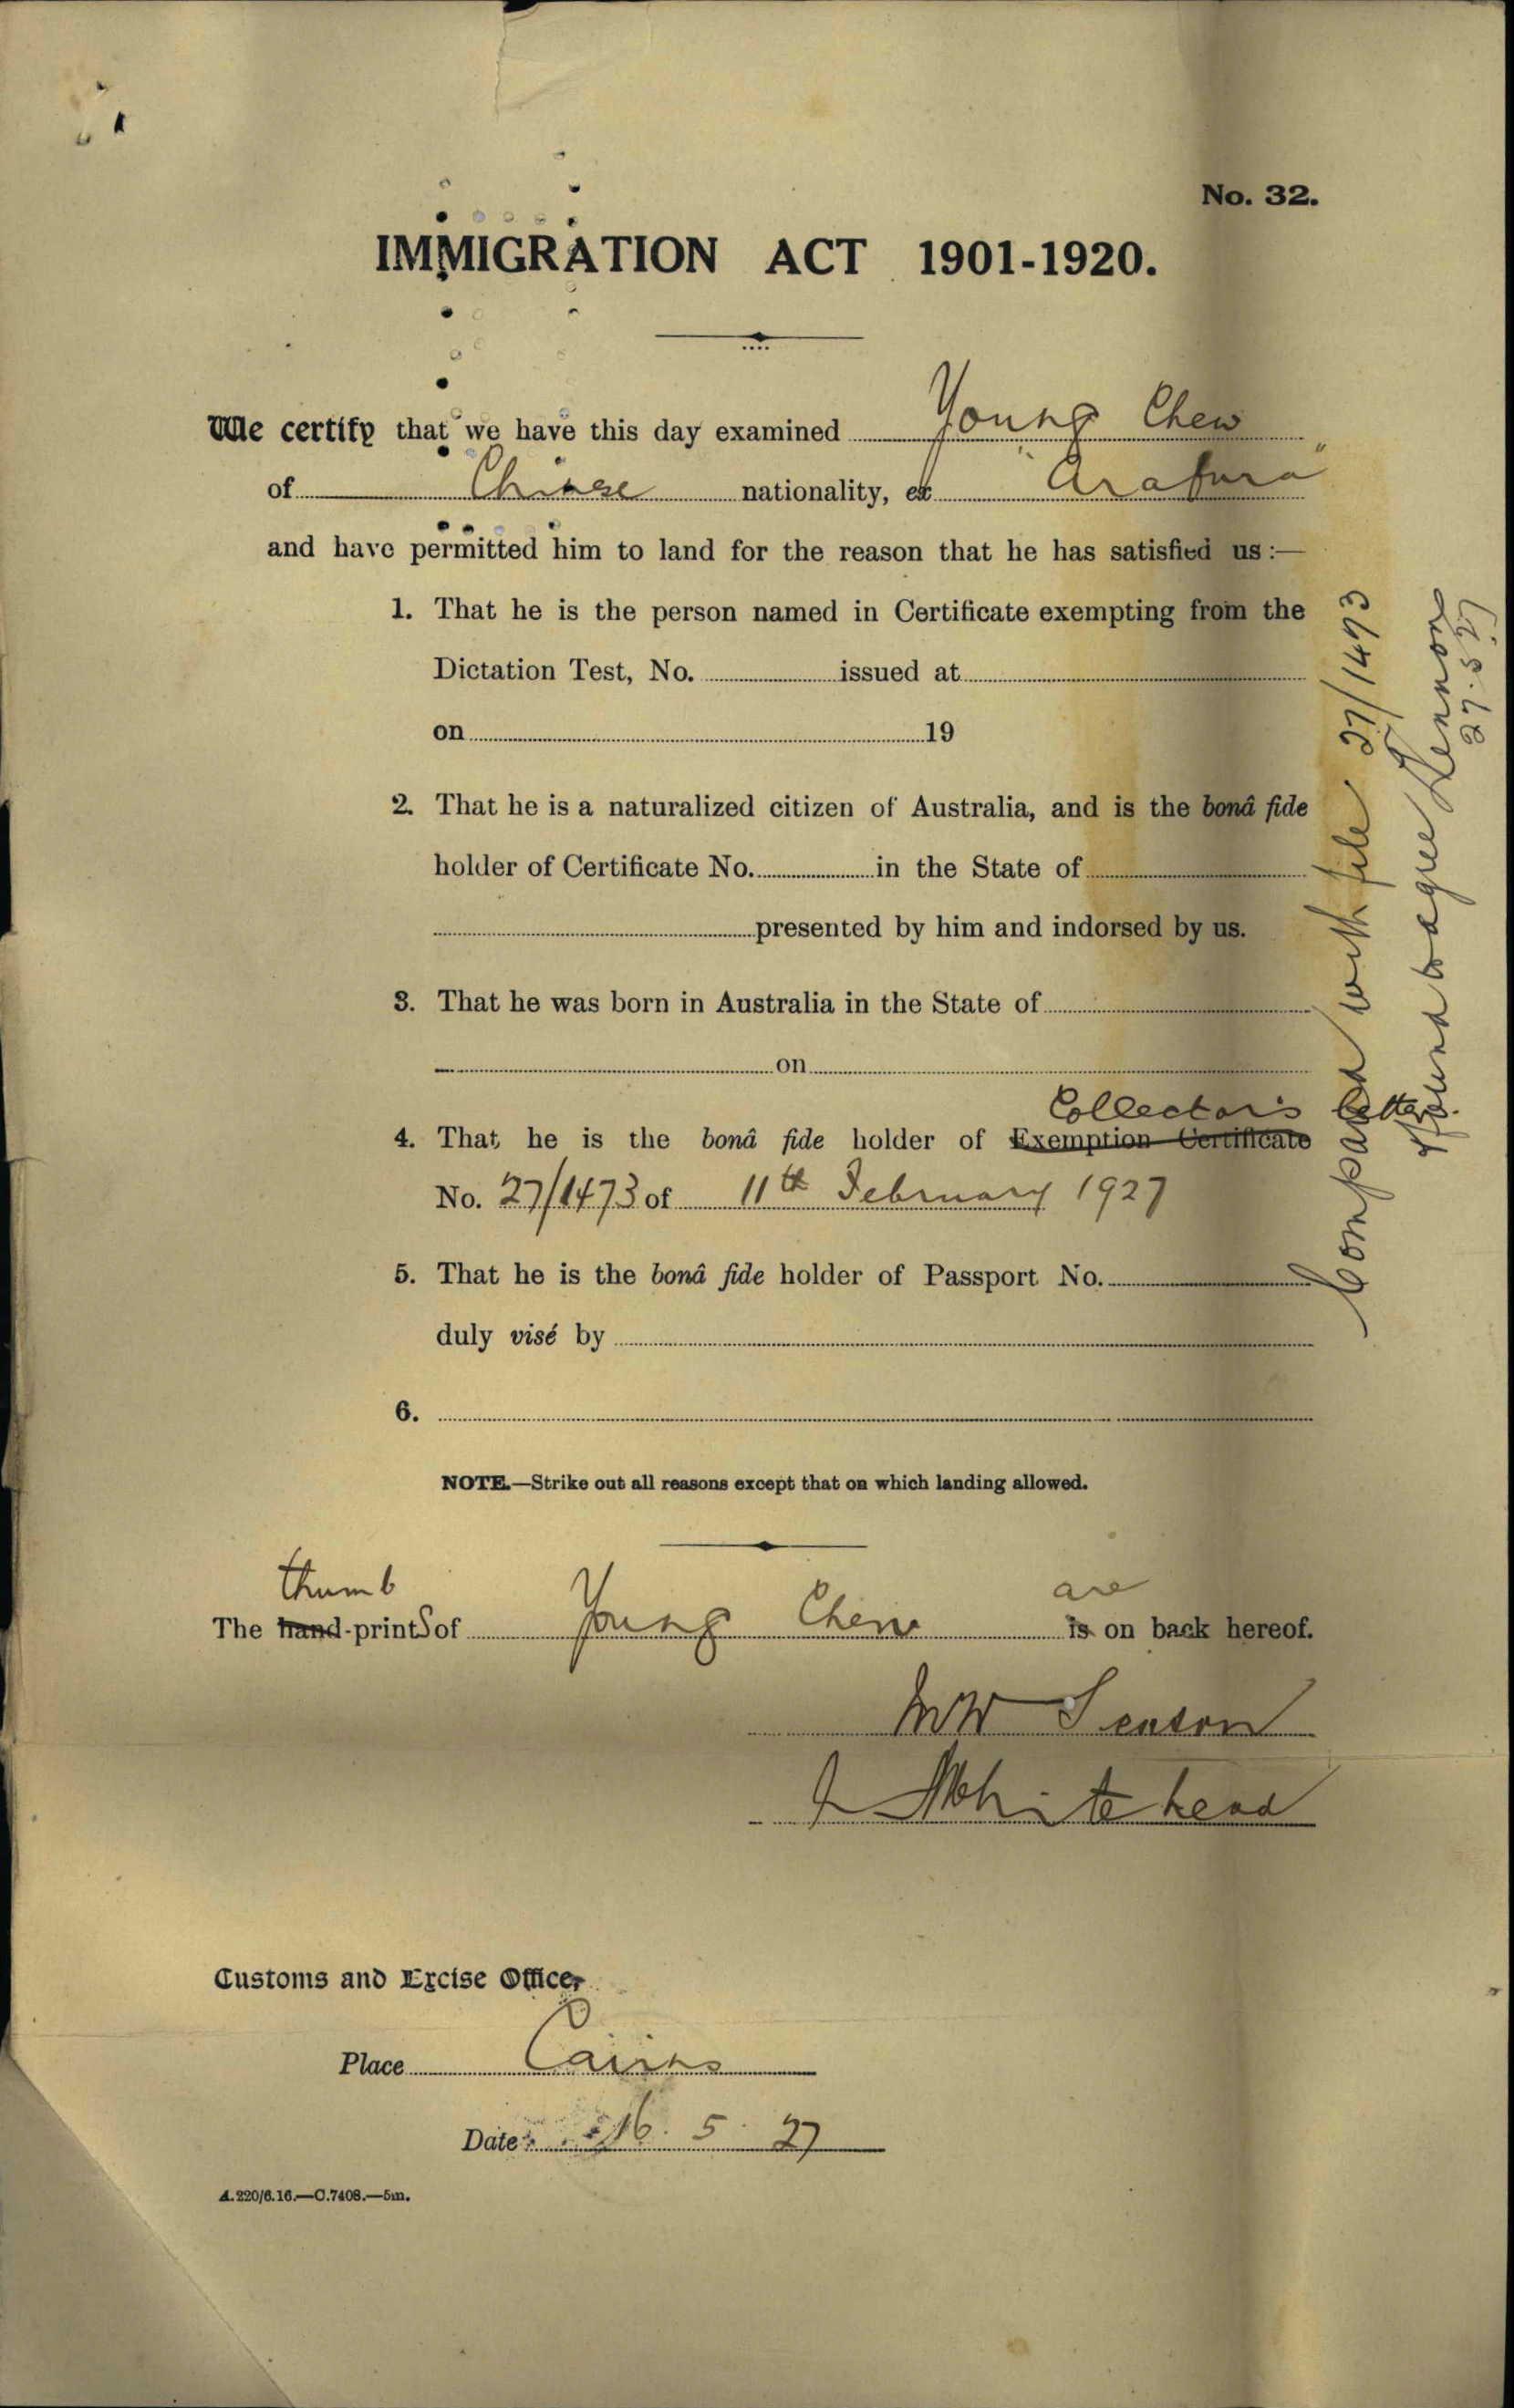 No. 32.
IMMIGRATION ACT 1901-1920.
We certify that we have this day examined Young Chew
of Chinese nationality, ex "Arafura"
and have permitted him to land for the reason that he has satisfied us:—
1. That he is the person named in Certificate exempting from the
Dictation Test, No. issued at
on 19
2. That he is a naturalized citizen of Australia, and is the bonâ fide
holder of Certificate No. in the State of
presented by him and indorsed by us.
3. That he was born in Australia in the State of
on
Collector's letter.
4. That he is the bonâ fide holder of Exemption Certificate
No. 27/1473 of 11th February 1927
5. That he is the bonâ fide holder of Passport No.
duly visé by
6.
NOTE.—Strike out all reasons except that on which landing allowed.
thumb are
The hand-prints of Young Chew is on back hereof.
Whitehead
Customs and Excise Office,
Place Cairns
Date 16. 5. 27
A.220/6.16.—C.7408.—5m.
Compared with file 27/1473
& found to agree
27.5.27